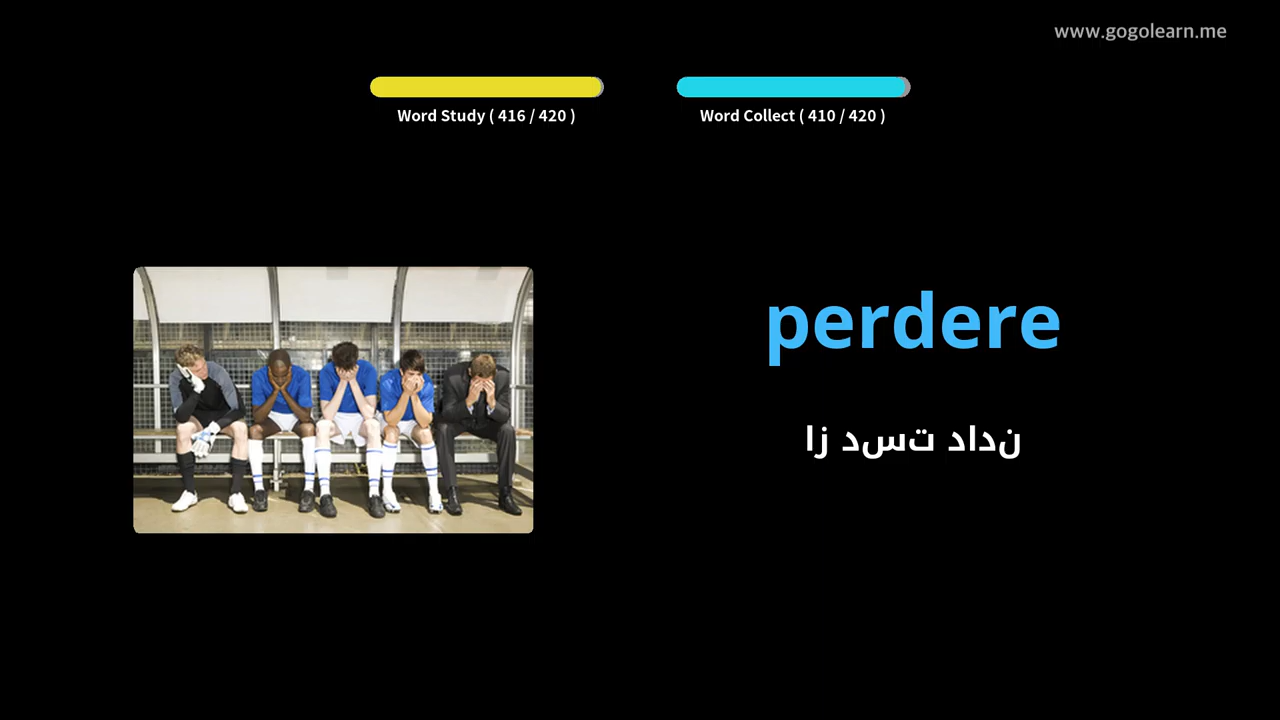 www.gogolearn.me
Word Study ( 416 / 420 )
Word Collect ( 410 / 420 )
perdere
از دست دادن